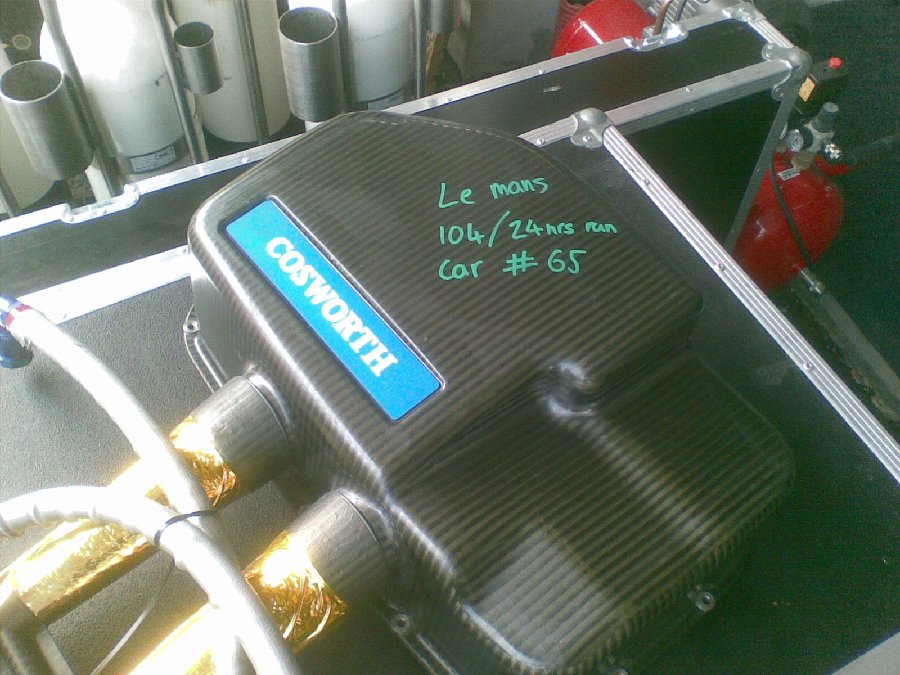 COSWORTH
Le mans
104/24hrs run
car # 65